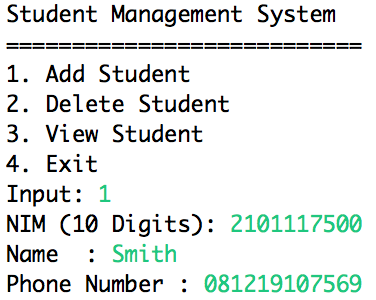 Student Management System
===========================
1. Add Student
2. Delete Student
3. View Student
4. Exit
Input: 1
NIM (10 Digits): 2101117500
Name  : Smith
Phone Number : 081219107569